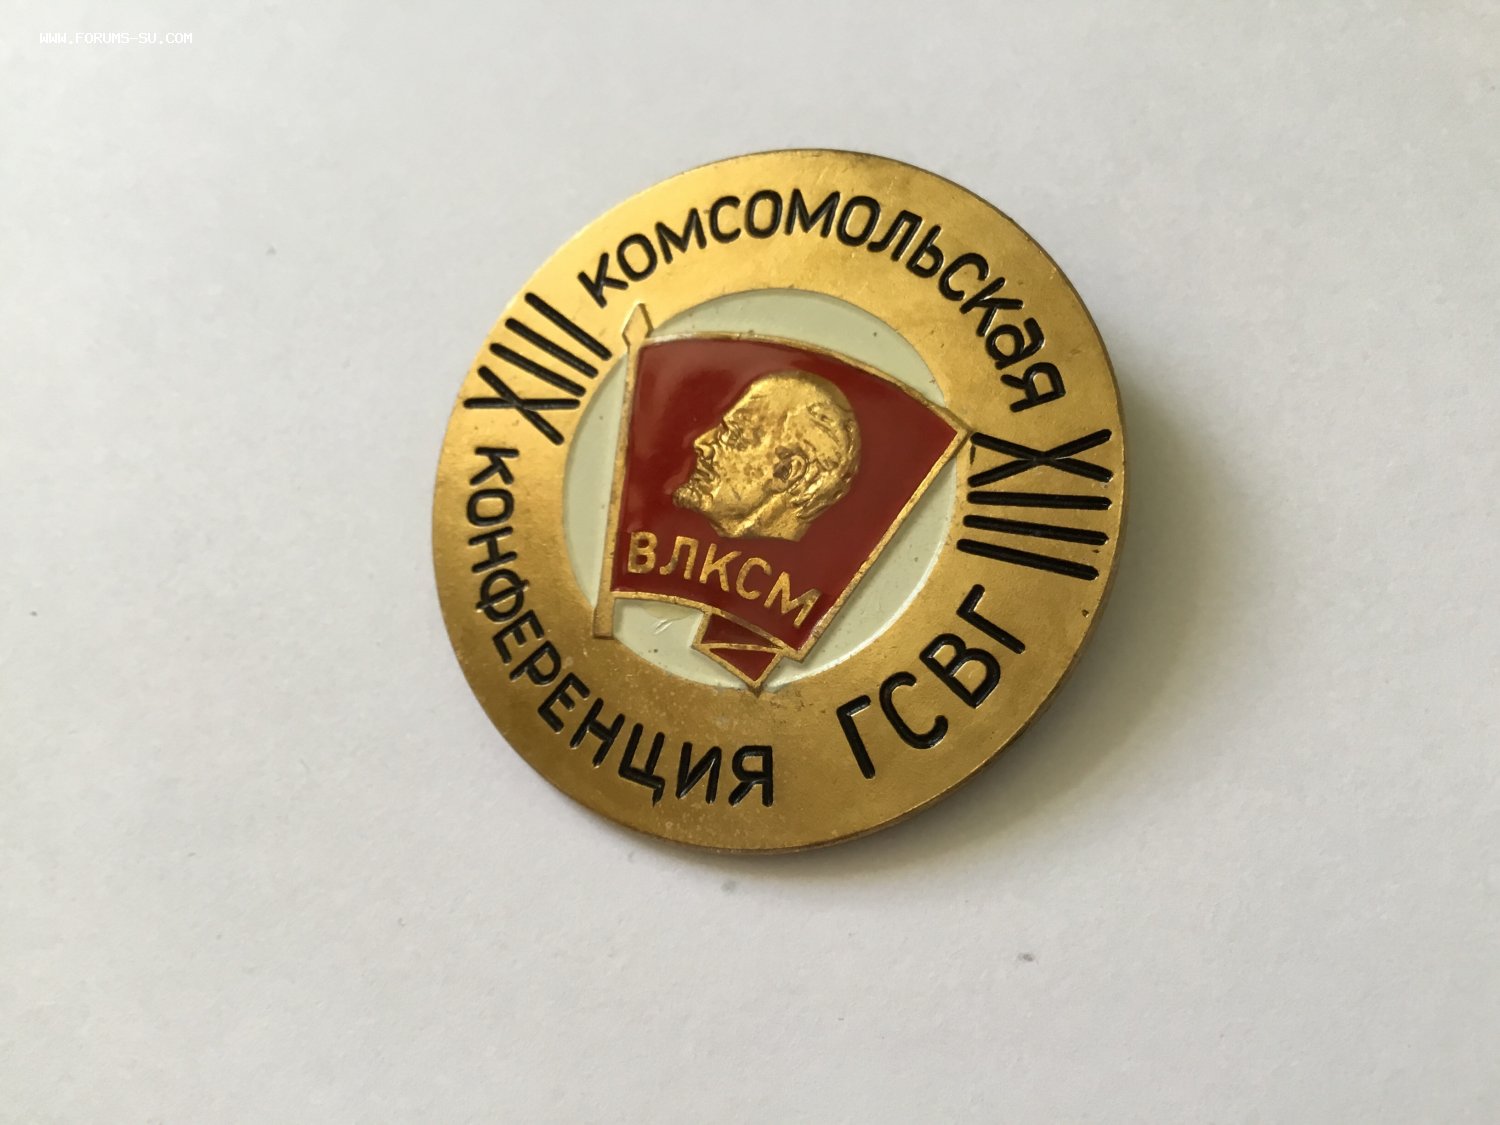 WWW.FORUMS-SU.COM
XIII КОМСОМОЛЬСКАЯ XIII
КОНФЕРЕНЦИЯ ГСВГ
ВЛКСМ